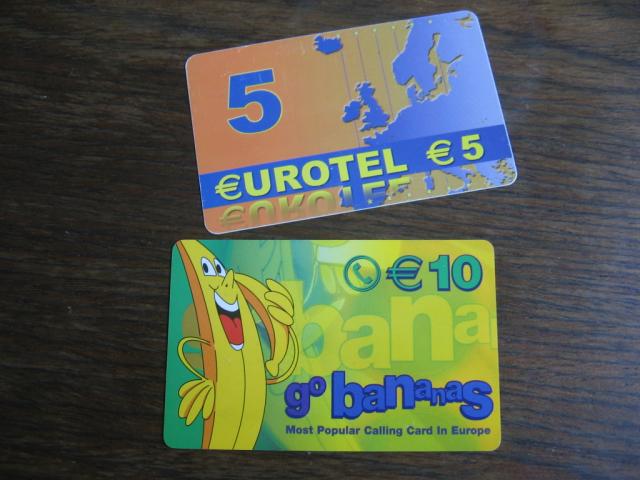 5
€UROTEL €5
€10
banana
go bananas
Most Popular Calling Card In Europe